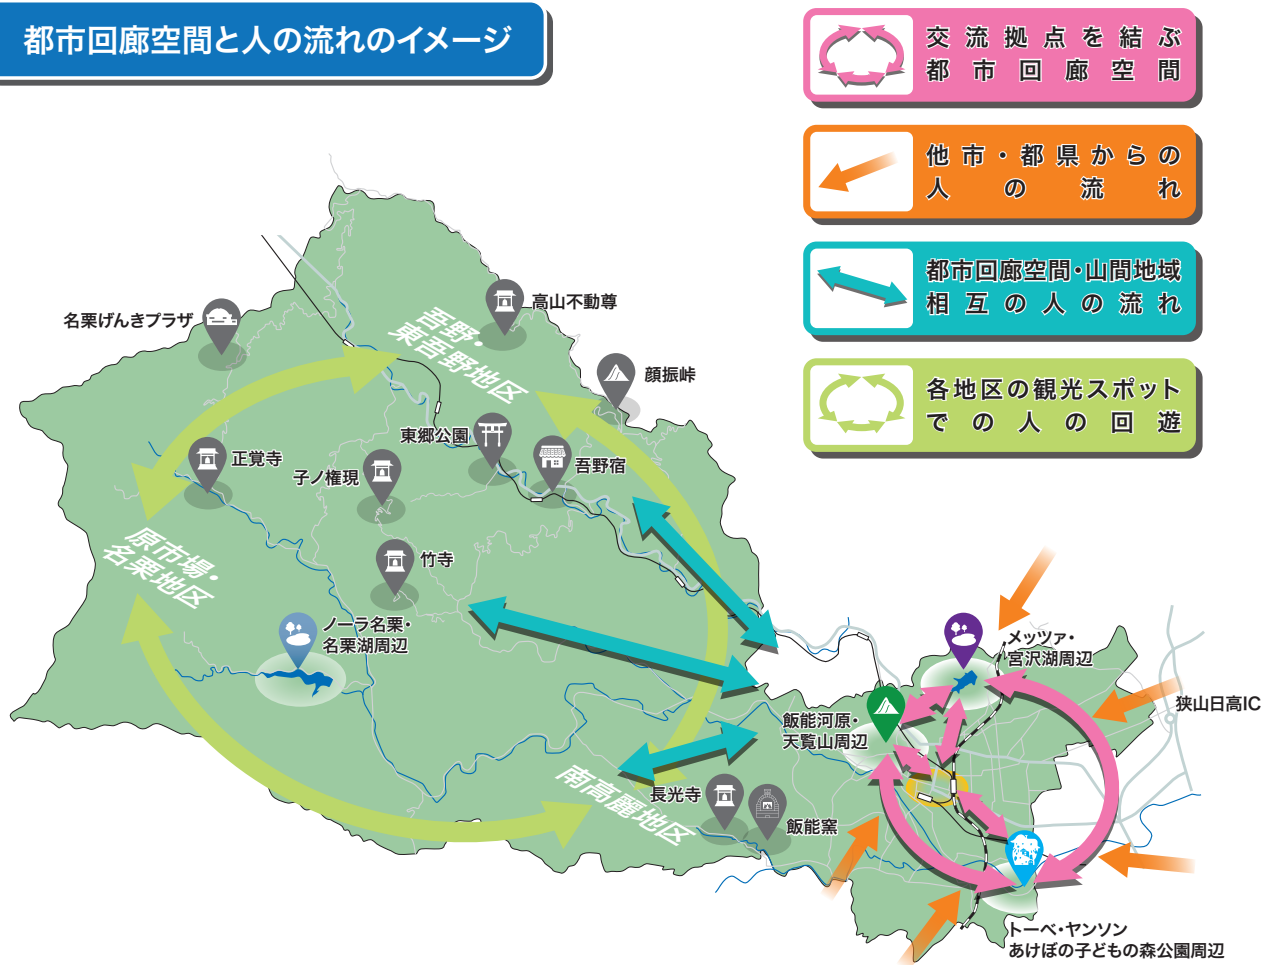 都市回廊空間と人の流れのイメージ
交流拠点を結ぶ
都市回廊空間
他市・都県からの
人の流れ
都市回廊空間・山間地域
相互の人の流れ
各地区の観光スポット
での人の回遊
名栗げんきプラザ
高山不動尊
吾野・
東吾野地区
顔振峠
東郷公園
正覚寺
子ノ権現
吾野宿
原市場・
名栗地区
竹寺
ノーラ名栗・
名栗湖周辺
メッツァ・
宮沢湖周辺
狭山日高IC
飯能河原・
天覧山周辺
南高麗地区
長光寺
飯能窯
トーベ・ヤンソン
あけぼの子どもの森公園周辺